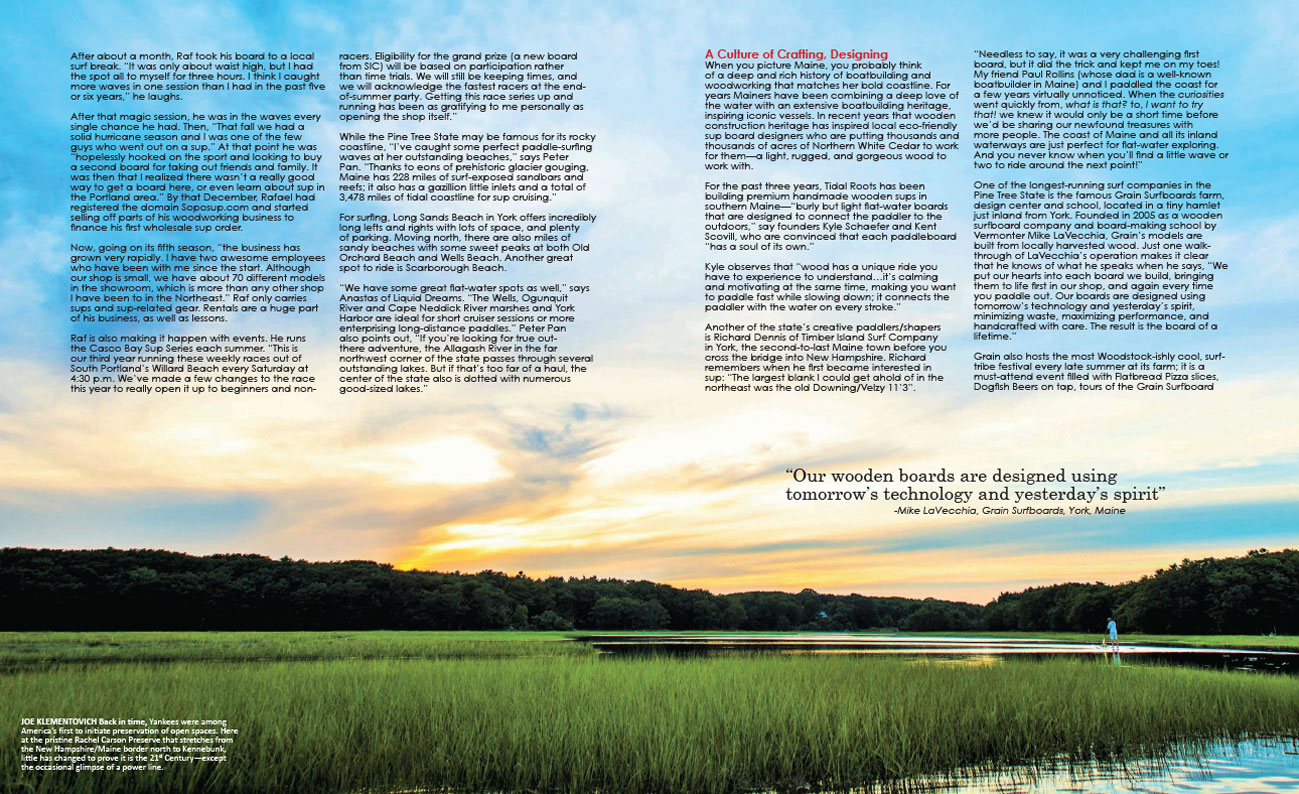 After about a month, Raf took his board to a local
surf break. “It was only about waist high, but I had
the spot all to myself for three hours. I think I caught
more waves in one session than I had in the past five
or six years,” he laughs.
After that magic session, he was in the waves every
single chance he had. Then, “That fall we had a
solid hurricane season and I was one of the few
guys who went out on a sup.” At that point he was
“hopelessly hooked on the sport and looking to buy
a second board for taking out friends and family. It
was then that I realized there wasn’t a really good
way to get a board here, or even learn about sup in
the Portland area.” By that December, Rafael had
registered the domain Soposup.com and started
selling off parts of his woodworking business to
finance his first wholesale sup order.
Now, going on its fifth season, “the business has
grown very rapidly. I have two awesome employees
who have been with me since the start. Although
our shop is small, we have about 70 different models
in the showroom, which is more than any other shop
I have been to in the Northeast.” Raf only carries
sups and sup-related gear. Rentals are a huge part
of his business, as well as lessons.
Raf is also making it happen with events. He runs
the Casco Bay Sup Series each summer. “This is
our third year running these weekly races out of
South Portland’s Willard Beach every Saturday at
4:30 p.m. We’ve made a few changes to the race
this year to really open it up to beginners and non-
racers. Eligibility for the grand prize (a new board
from SIC) will be based on participation rather
than time trials. We will still be keeping times, and
we will acknowledge the fastest racers at the end-
of-summer party. Getting this race series up and
running has been as gratifying to me personally as
opening the shop itself.”
While the Pine Tree State may be famous for its rocky
coastline, “I’ve caught some perfect paddle-surfing
waves at her outstanding beaches,” says Peter
Pan. “Thanks to eons of prehistoric glacier gouging,
Maine has 228 miles of surf-exposed sandbars and
reefs; it also has a gazillion little inlets and a total of
3,478 miles of tidal coastline for sup cruising.”
For surfing, Long Sands Beach in York offers incredibly
long lefts and rights with lots of space, and plenty
of parking. Moving north, there are also miles of
sandy beaches with some sweet peaks at both Old
Orchard Beach and Wells Beach. Another great
spot to ride is Scarborough Beach.
“We have some great flat-water spots as well,” says
Anastas of Liquid Dreams. “The Wells, Ogunquit
River and Cape Neddick River marshes and York
Harbor are ideal for short cruiser sessions or more
enterprising long-distance paddles.” Peter Pan
also points out, “If you’re looking for true out-
there adventure, the Allagash River in the far
northwest corner of the state passes through several
outstanding lakes. But if that’s too far of a haul, the
center of the state also is dotted with numerous
good-sized lakes.”
A Culture of Crafting, Designing
When you picture Maine, you probably think
of a deep and rich history of boatbuilding and
woodworking that matches her bold coastline. For
years Mainers have been combining a deep love of
the water with an extensive boatbuilding heritage,
inspiring iconic vessels. In recent years that wooden
construction heritage has inspired local eco-friendly
sup board designers who are putting thousands and
thousands of acres of Northern White Cedar to work
for them—a light, rugged, and gorgeous wood to
work with.
For the past three years, Tidal Roots has been
building premium handmade wooden sups in
southern Maine—“burly but light flat-water boards
that are designed to connect the paddler to the
outdoors,” say founders Kyle Schaefer and Kent
Scovill, who are convinced that each paddleboard
“has a soul of its own.”
Kyle observes that “wood has a unique ride you
have to experience to understand...it’s calming
and motivating at the same time, making you want
to paddle fast while slowing down; it connects the
paddler with the water on every stroke.”
Another of the state’s creative paddlers/shapers
is Richard Dennis of Timber Island Surf Company
in York, the second-to-last Maine town before you
cross the bridge into New Hampshire. Richard
remembers when he first became interested in
sup: “The largest blank I could get ahold of in the
northeast was the old Downing/Velzy 11’3”.
“Needless to say, it was a very challenging first
board, but it did the trick and kept me on my toes!
My friend Paul Rollins (whose dad is a well-known
boatbuilder in Maine) and I paddled the coast for
a few years virtually unnoticed. When the curiosities
went quickly from, what is that? to, I want to try
that! we knew it would only be a short time before
we’d be sharing our newfound treasures with
more people. The coast of Maine and all its inland
waterways are just perfect for flat-water exploring.
And you never know when you’ll find a little wave or
two to ride around the next point!”
One of the longest-running surf companies in the
Pine Tree State is the famous Grain Surfboards farm,
design center and school, located in a tiny hamlet
just inland from York. Founded in 2005 as a wooden
surfboard company and board-making school by
Vermonter Mike LaVecchia, Grain’s models are
built from locally harvested wood. Just one walk-
through of LaVecchia’s operation makes it clear
that he knows of what he speaks when he says, “We
put our hearts into each board we build, bringing
them to life first in our shop, and again every time
you paddle out. Our boards are designed using
tomorrow’s technology and yesterday’s spirit,
minimizing waste, maximizing performance, and
handcrafted with care. The result is the board of a
lifetime.”
Grain also hosts the most Woodstock-ishly cool, surf-
tribe festival every late summer at its farm; it is a
must-attend event filled with Flatbread Pizza slices,
Dogfish Beers on tap, tours of the Grain Surfboard
“Our wooden boards are designed using
tomorrow’s technology and yesterday’s spirit”
-Mike LaVecchia, Grain Surfboards, York, Maine
JOE KLEMENTOVICH Back in time, Yankees were among
America’s first to initiate preservation of open spaces. Here
at the pristine Rachel Carson Preserve that stretches from
the New Hampshire/Maine border north to Kennebunk,
little has changed to prove it is the 21st Century—except
the occasional glimpse of a power line.